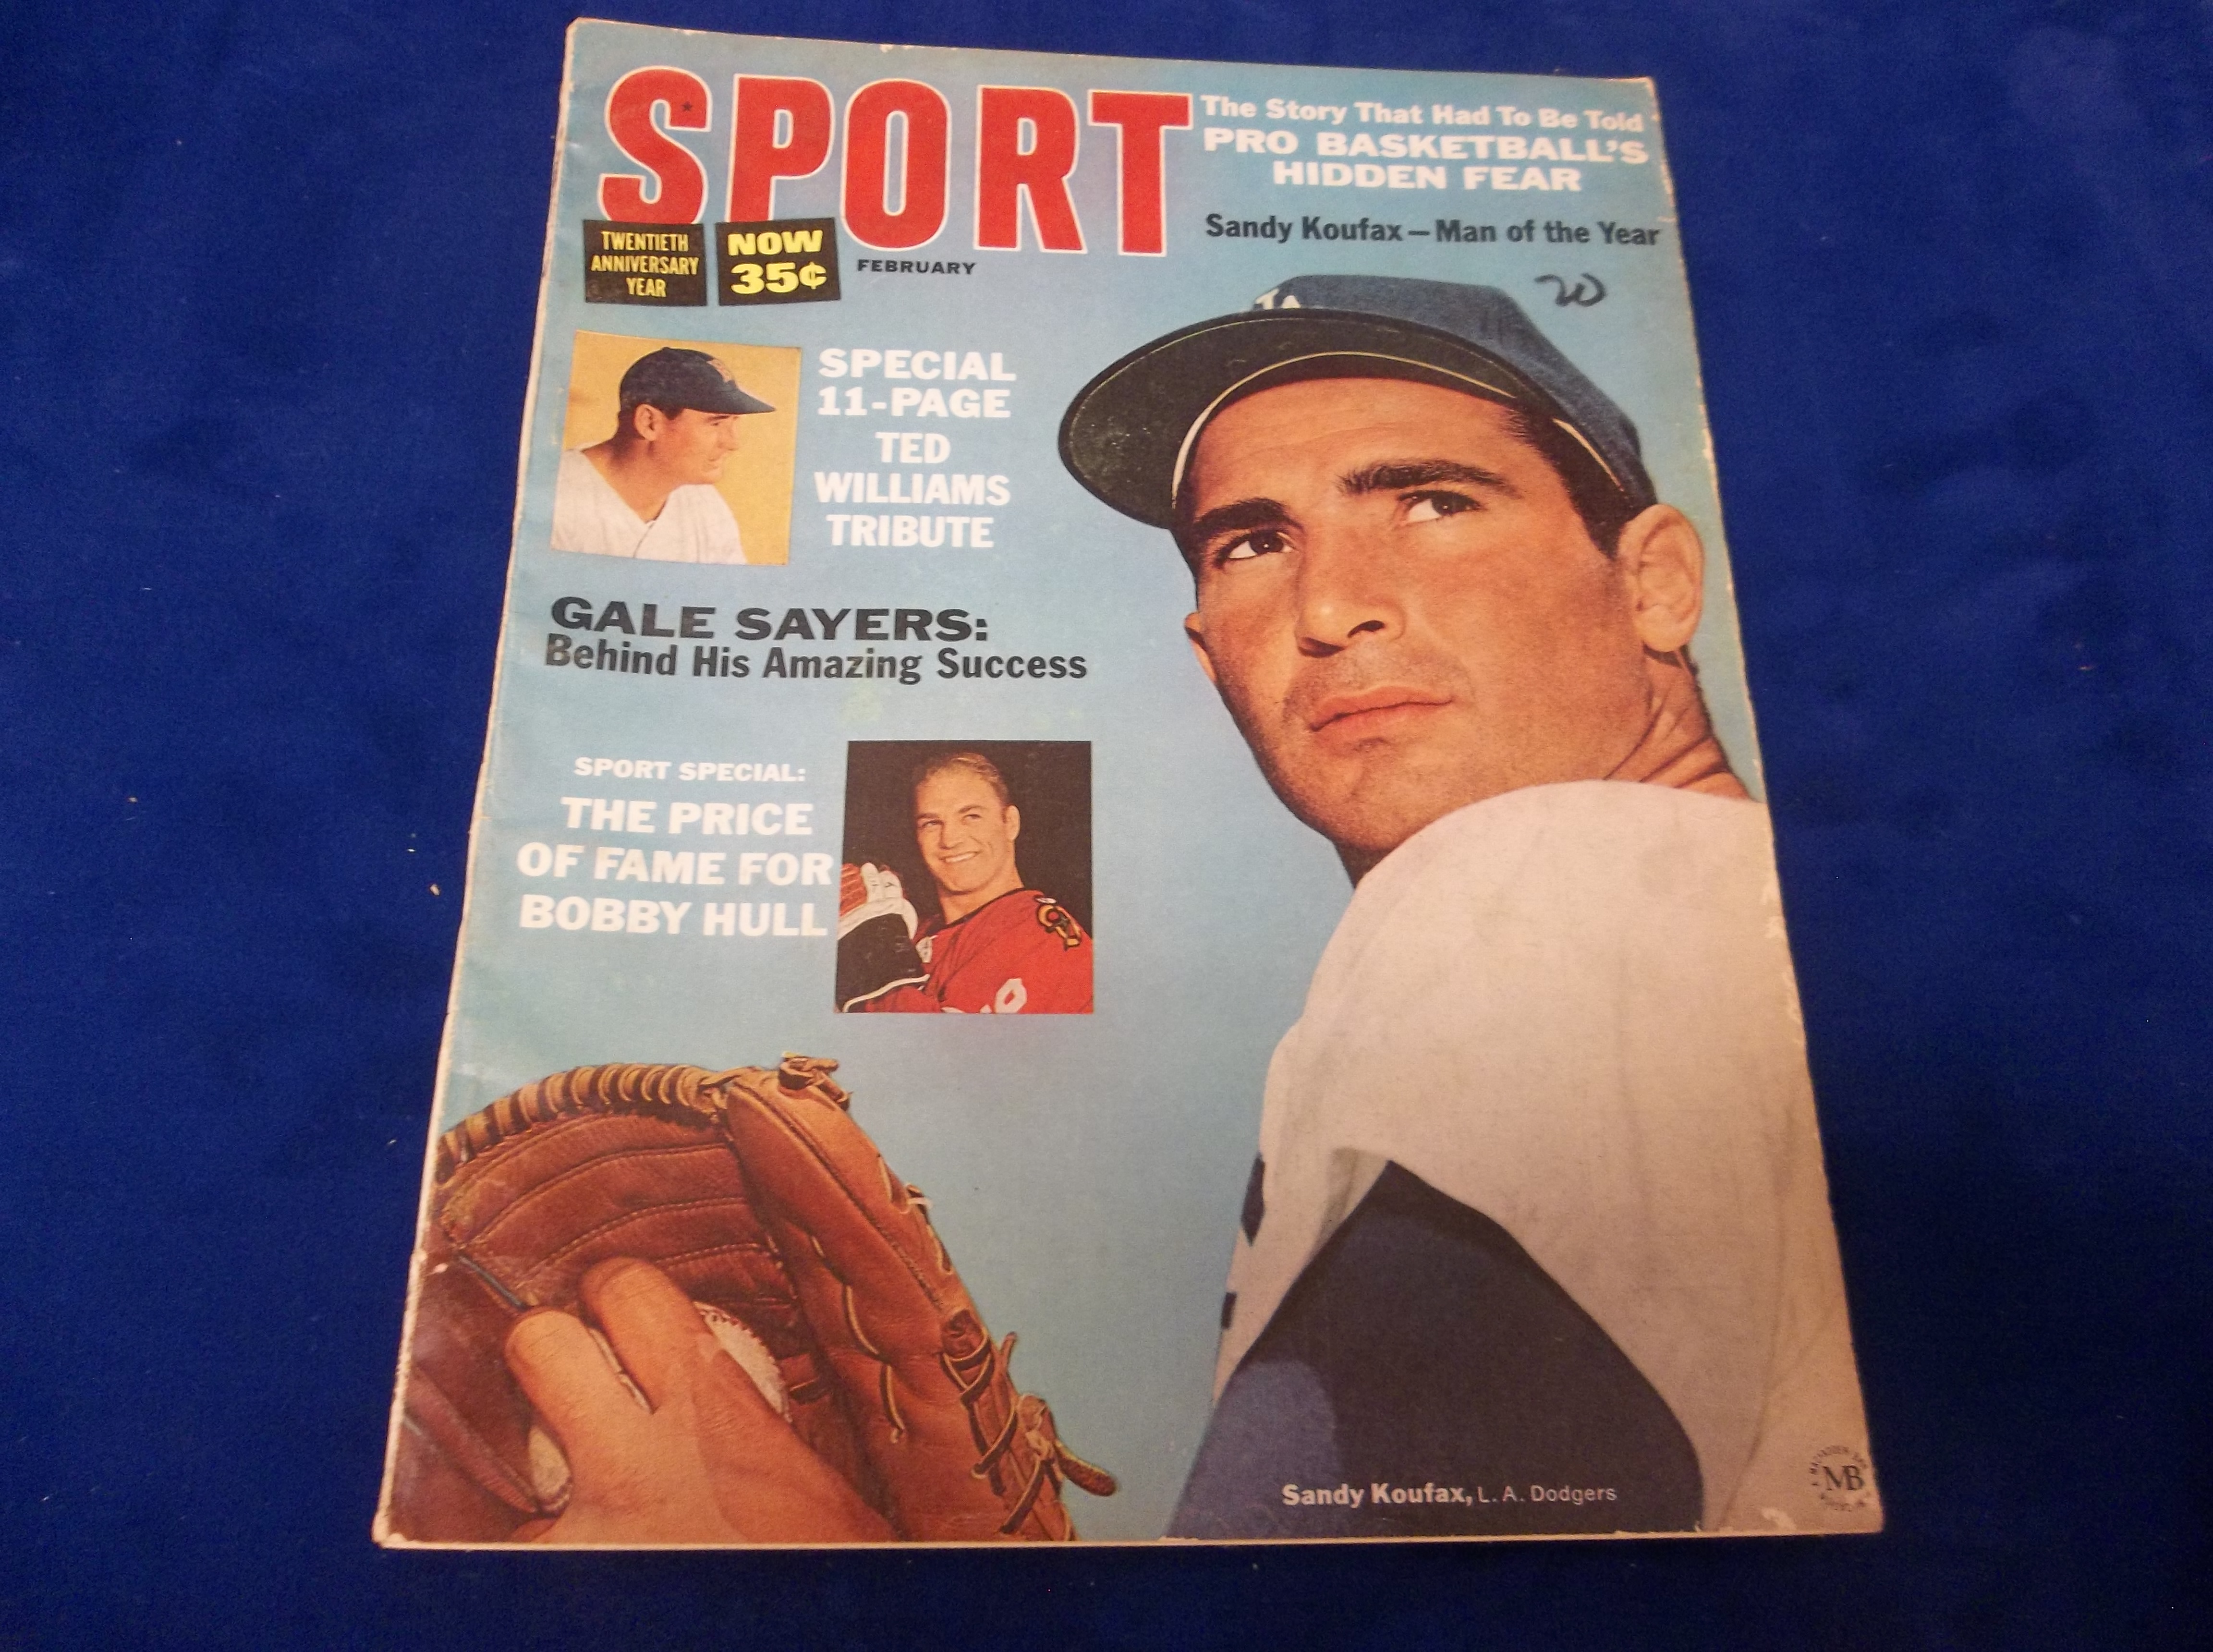 SPORT
The Story That Had To Be Told
PRO BASKETBALL'S
HIDDEN FEAR
Sandy Koufax – Man of the Year
TWENTIETH
ANNIVERSARY
YEAR
NOW
35¢
FEBRUARY
20
LA
SPECIAL
11-PAGE
TED
WILLIAMS
TRIBUTE
GALE SAYERS:
Behind His Amazing Success
SPORT SPECIAL:
THE PRICE
OF FAME FOR
BOBBY HULL
Sandy Koufax, L. A. Dodgers
MB